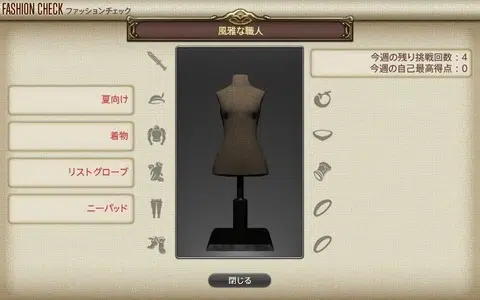 FASHION CHECK ファッションチェック
風雅な職人
今週の残り挑戦回数：4
今週の自己最高得点：0
夏向け
着物
リストグローブ
ニーパッド
閉じる